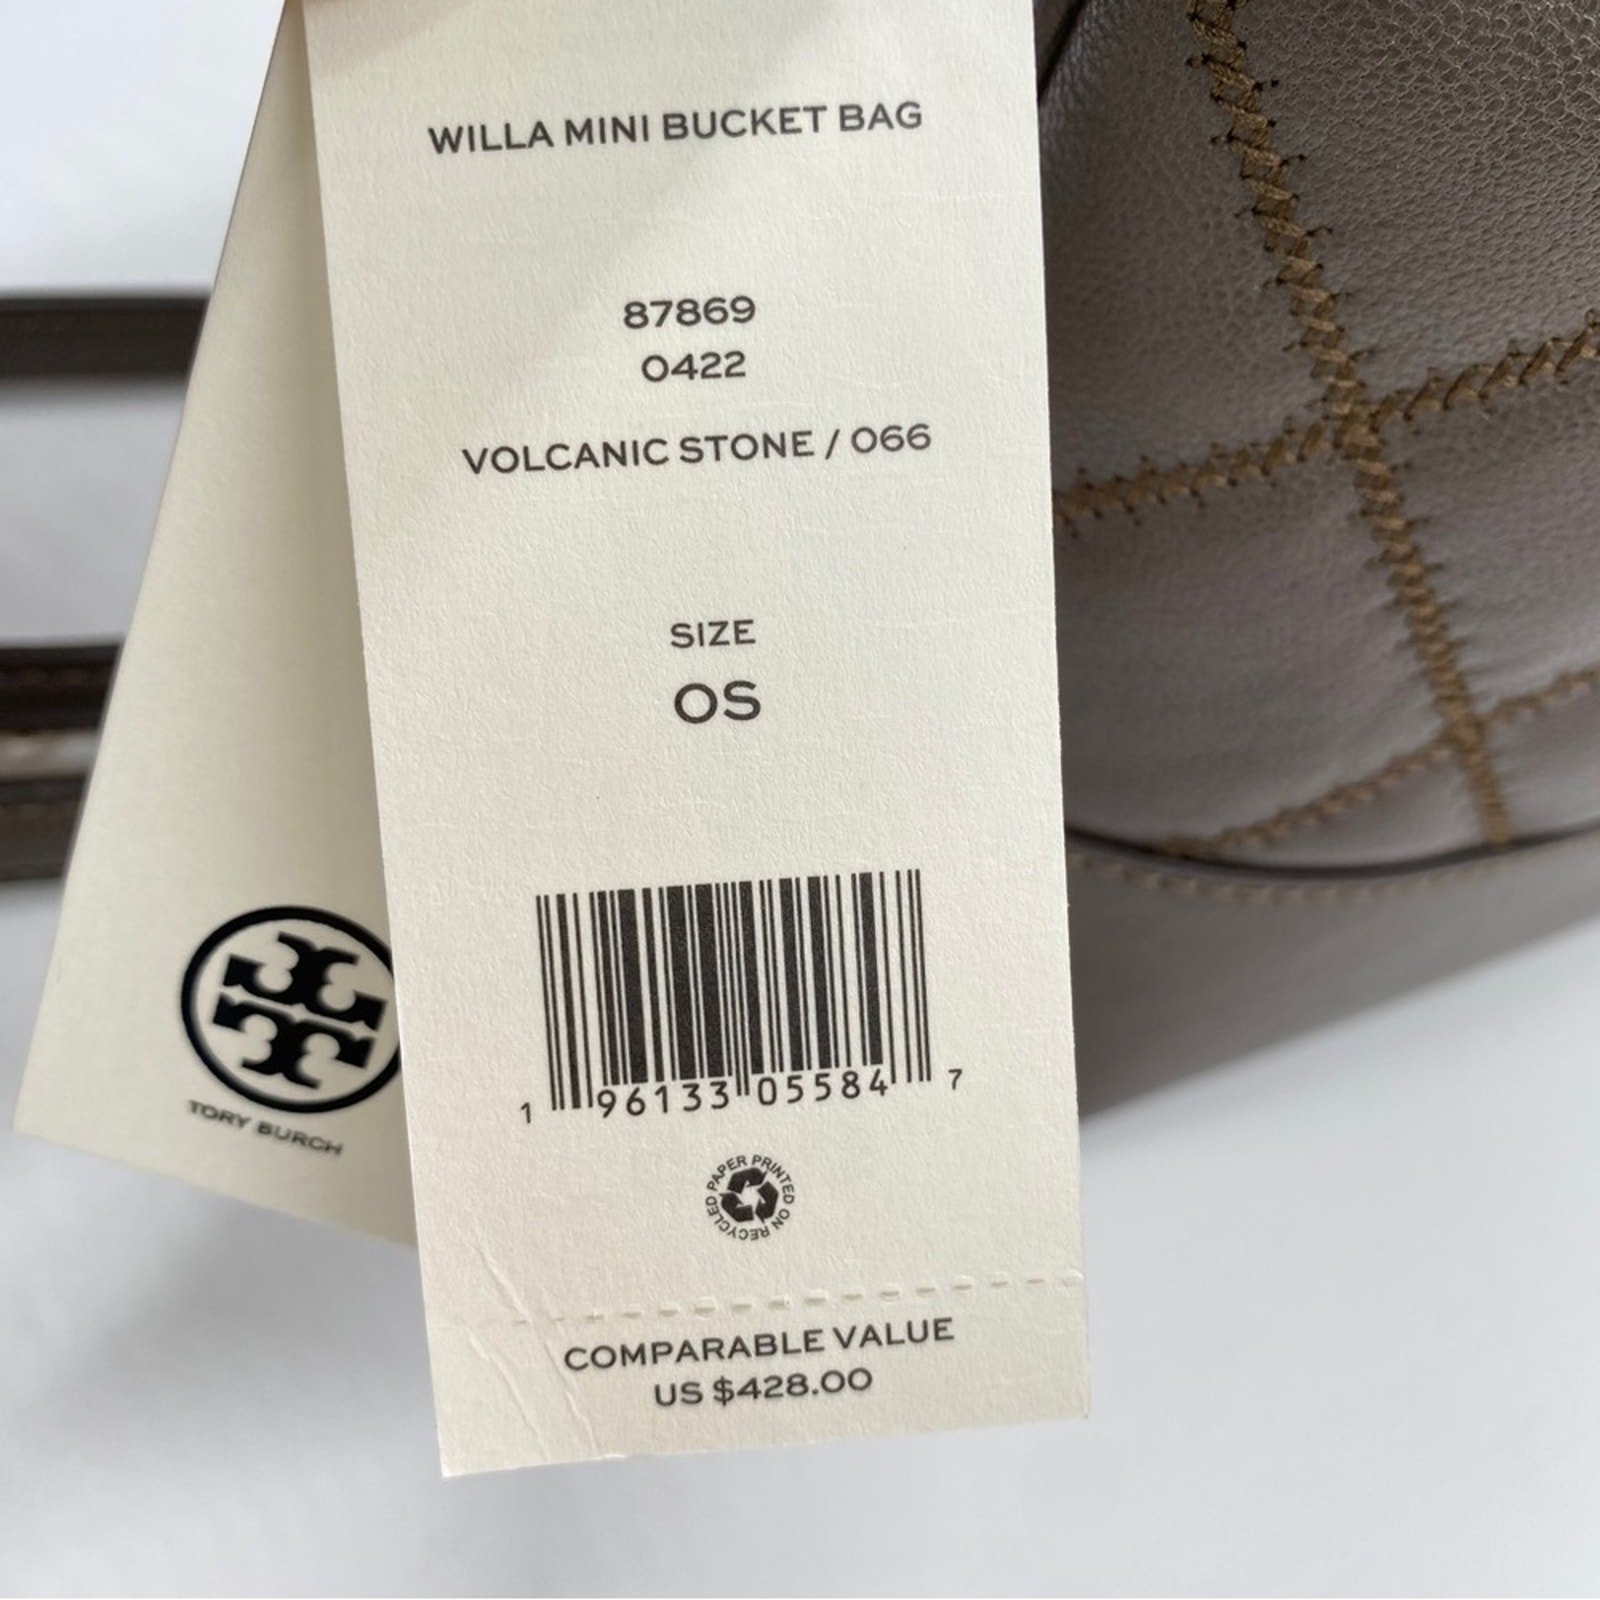 WILLA MINI BUCKET BAG
87869
0422
VOLCANIC STONE / 066
SIZE
OS
1 96133 05584 7
PRINTED ON RECYCLED PAPER
COMPARABLE VALUE
US $428.00
TORY BURCH